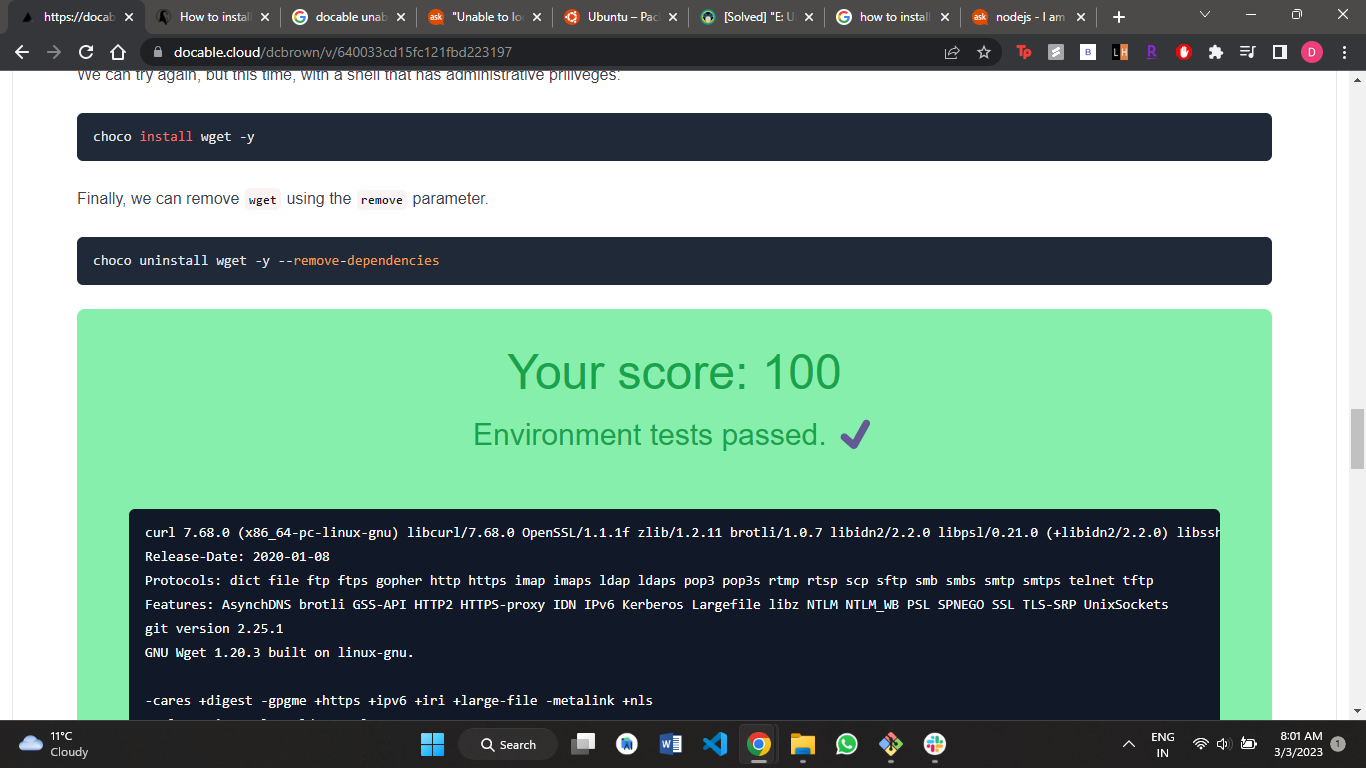 https://docab
How to install
docable unab
"Unable to lo
Ubuntu – Pac
[Solved] "E: U
how to install
nodejs - I am
docable.cloud/dcbrown/v/640033cd15fc121fbd223197
We can try again, but this time, with a shell that has administrative priliveges:
choco install wget -y
Finally, we can remove wget using the remove parameter.
choco uninstall wget -y --remove-dependencies
Your score: 100
Environment tests passed.
curl 7.68.0 (x86_64-pc-linux-gnu) libcurl/7.68.0 OpenSSL/1.1.1f zlib/1.2.11 brotli/1.0.7 libidn2/2.2.0 libpsl/0.21.0 (+libidn2/2.2.0) libssh
Release-Date: 2020-01-08
Protocols: dict file ftp ftps gopher http https imap imaps ldap ldaps pop3 pop3s rtmp rtsp scp sftp smb smbs smtp smtps telnet tftp
Features: AsynchDNS brotli GSS-API HTTP2 HTTPS-proxy IDN IPv6 Kerberos Largefile libz NTLM NTLM_WB PSL SPNEGO SSL TLS-SRP UnixSockets
git version 2.25.1
GNU Wget 1.20.3 built on linux-gnu.
-cares +digest -gpgme +https +ipv6 +iri +large-file -metalink +nls
11°C
Cloudy
Search
ENG
IN
8:01 AM
3/3/2023
1